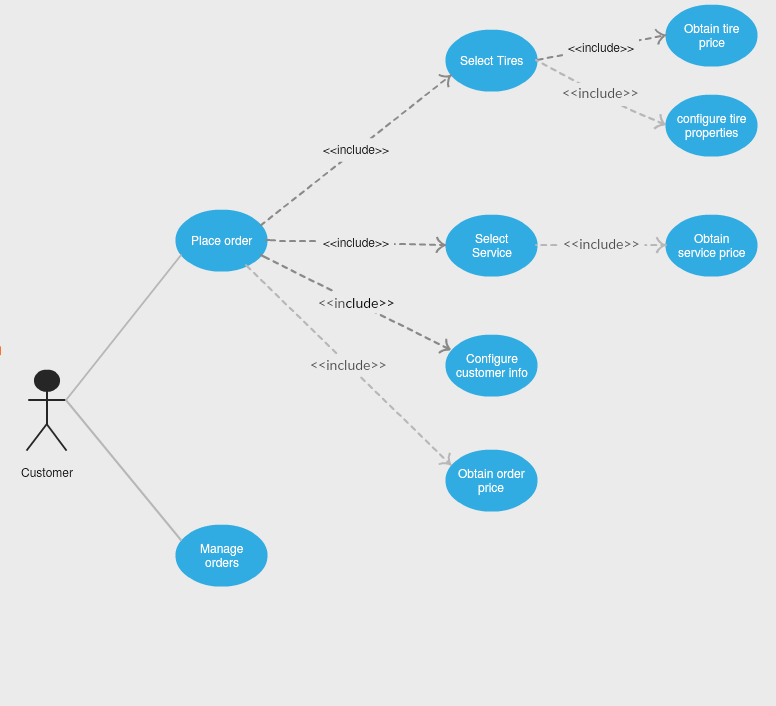 Obtain tire
price
<<include>>
Select Tires
<<include>>
configure tire
properties
<<include>>
Place order
<<include>>
Select
Service
<<include>>
Obtain
service price
<<include>>
Configure
customer info
<<include>>
Obtain order
price
Customer
Manage
orders